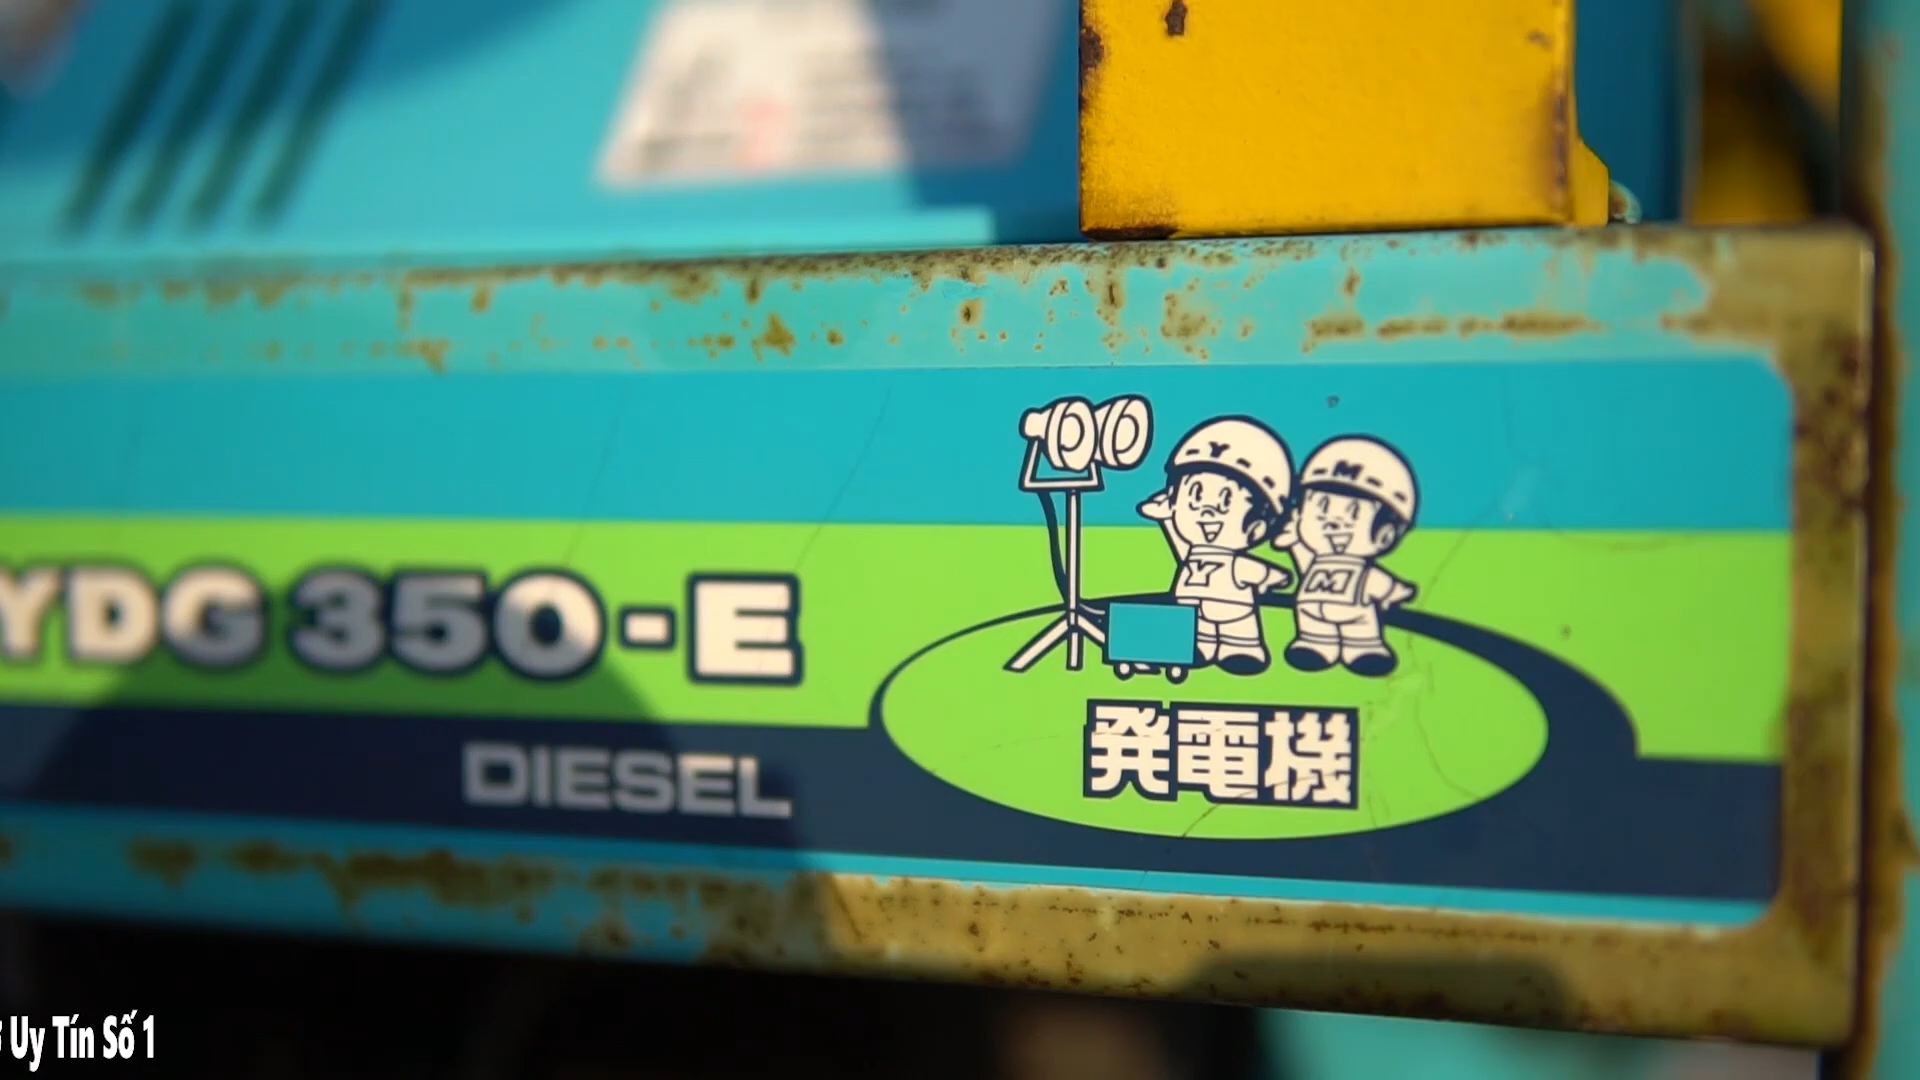 Y
M
Y
M
YDG 350-E
DIESEL
発電機
Uy Tín Số 1